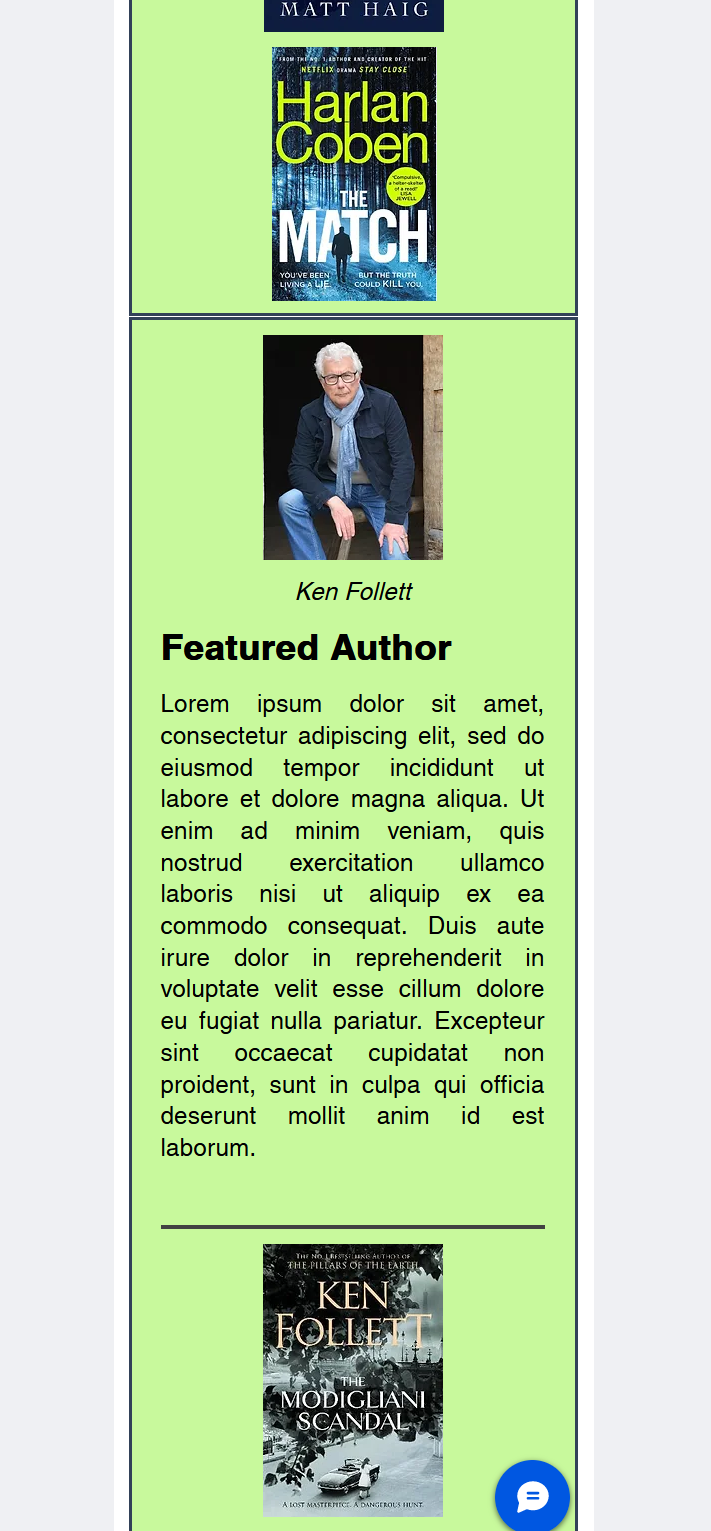 MATT HAIG
'FROM THE NO. 1 AUTHOR AND CREATOR OF THE HIT
NETFLIX DRAMA STAY CLOSE'
Harlan
Coben
'Compulsive,
a helter-skelter
of a read!'
LISA
JEWELL
THE
MATCH
YOU'VE BEEN
LIVING A LIE.
BUT THE TRUTH
COULD KILL YOU.
Ken Follett
Featured Author
Lorem ipsum dolor sit amet,
consectetur adipiscing elit, sed do
eiusmod tempor incididunt ut
labore et dolore magna aliqua. Ut
enim ad minim veniam, quis
nostrud exercitation ullamco
laboris nisi ut aliquip ex ea
commodo consequat. Duis aute
irure dolor in reprehenderit in
voluptate velit esse cillum dolore
eu fugiat nulla pariatur. Excepteur
sint occaecat cupidatat non
proident, sunt in culpa qui officia
deserunt mollit anim id est
laborum.
THE NO. 1 BESTSELLING AUTHOR OF
THE PILLARS OF THE EARTH
KEN
FOLLETT
THE
MODIGLIANI
SCANDAL
A LOST MASTERPIECE. A DANGEROUS HUNT.